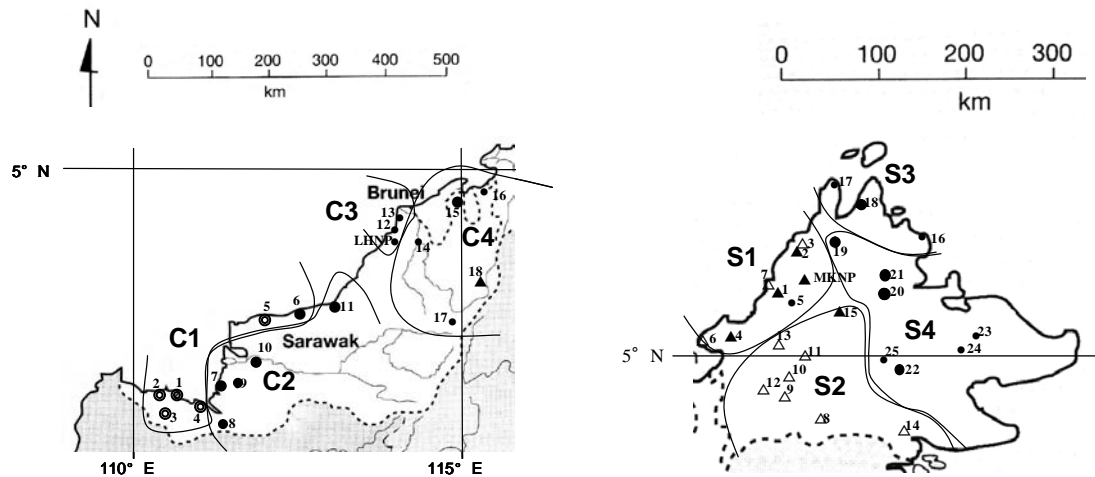 N
0 100 200 300 400 500
km
5° N
Brunei
C3
13
12
LHNP
14
15
16
C4
18
17
C1
5
6
11
Sarawak
10
C2
7
9
8
2
1
3
4
110° E
115° E
0 100 200 300
km
17
S3
18
16
S1
3
2
19
7
MKNP
21
1
5
20
15
S4
6
4
13
23
24
5° N
11
25
22
10
S2
12
9
8
14